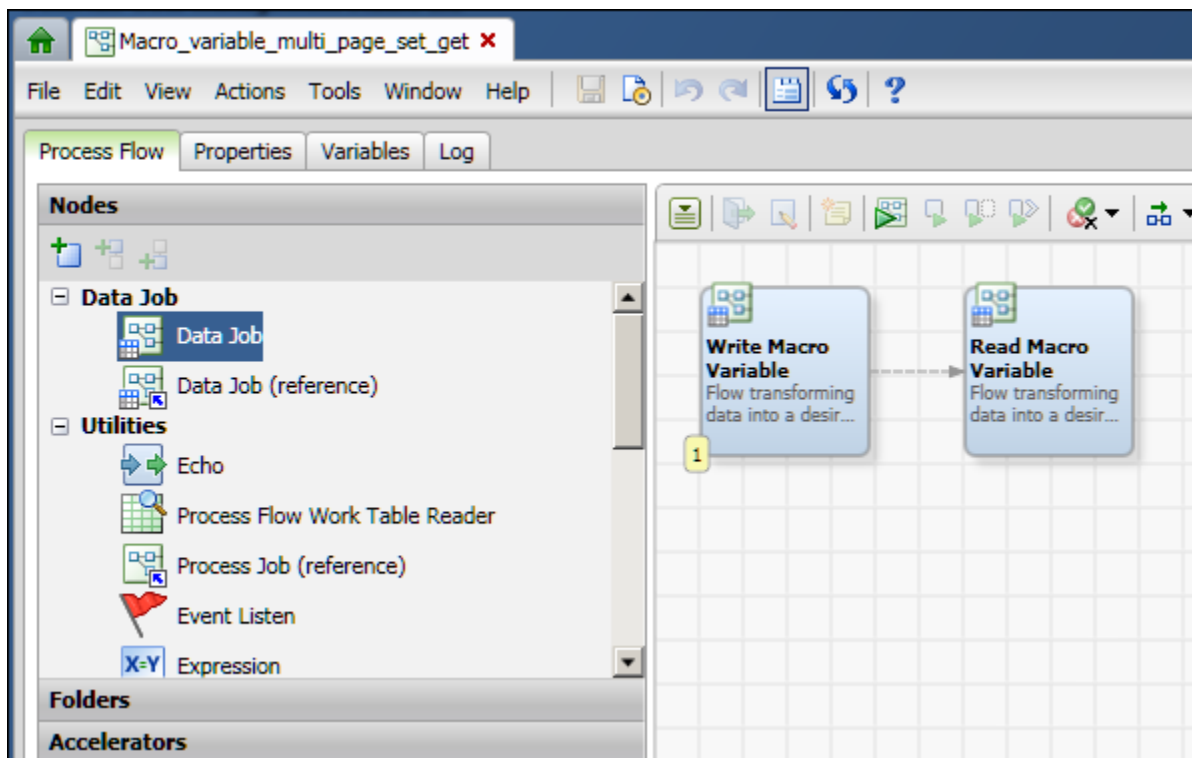 Macro_variable_multi_page_set_get
File Edit View Actions Tools Window Help
Process Flow Properties Variables Log
Nodes
Data Job
Data Job
Data Job (reference)
Utilities
Echo
Process Flow Work Table Reader
Process Job (reference)
Event Listen
X=Y Expression
Folders
Accelerators
Write Macro
Variable
Flow transforming
data into a desir...
1
Read Macro
Variable
Flow transforming
data into a desir...